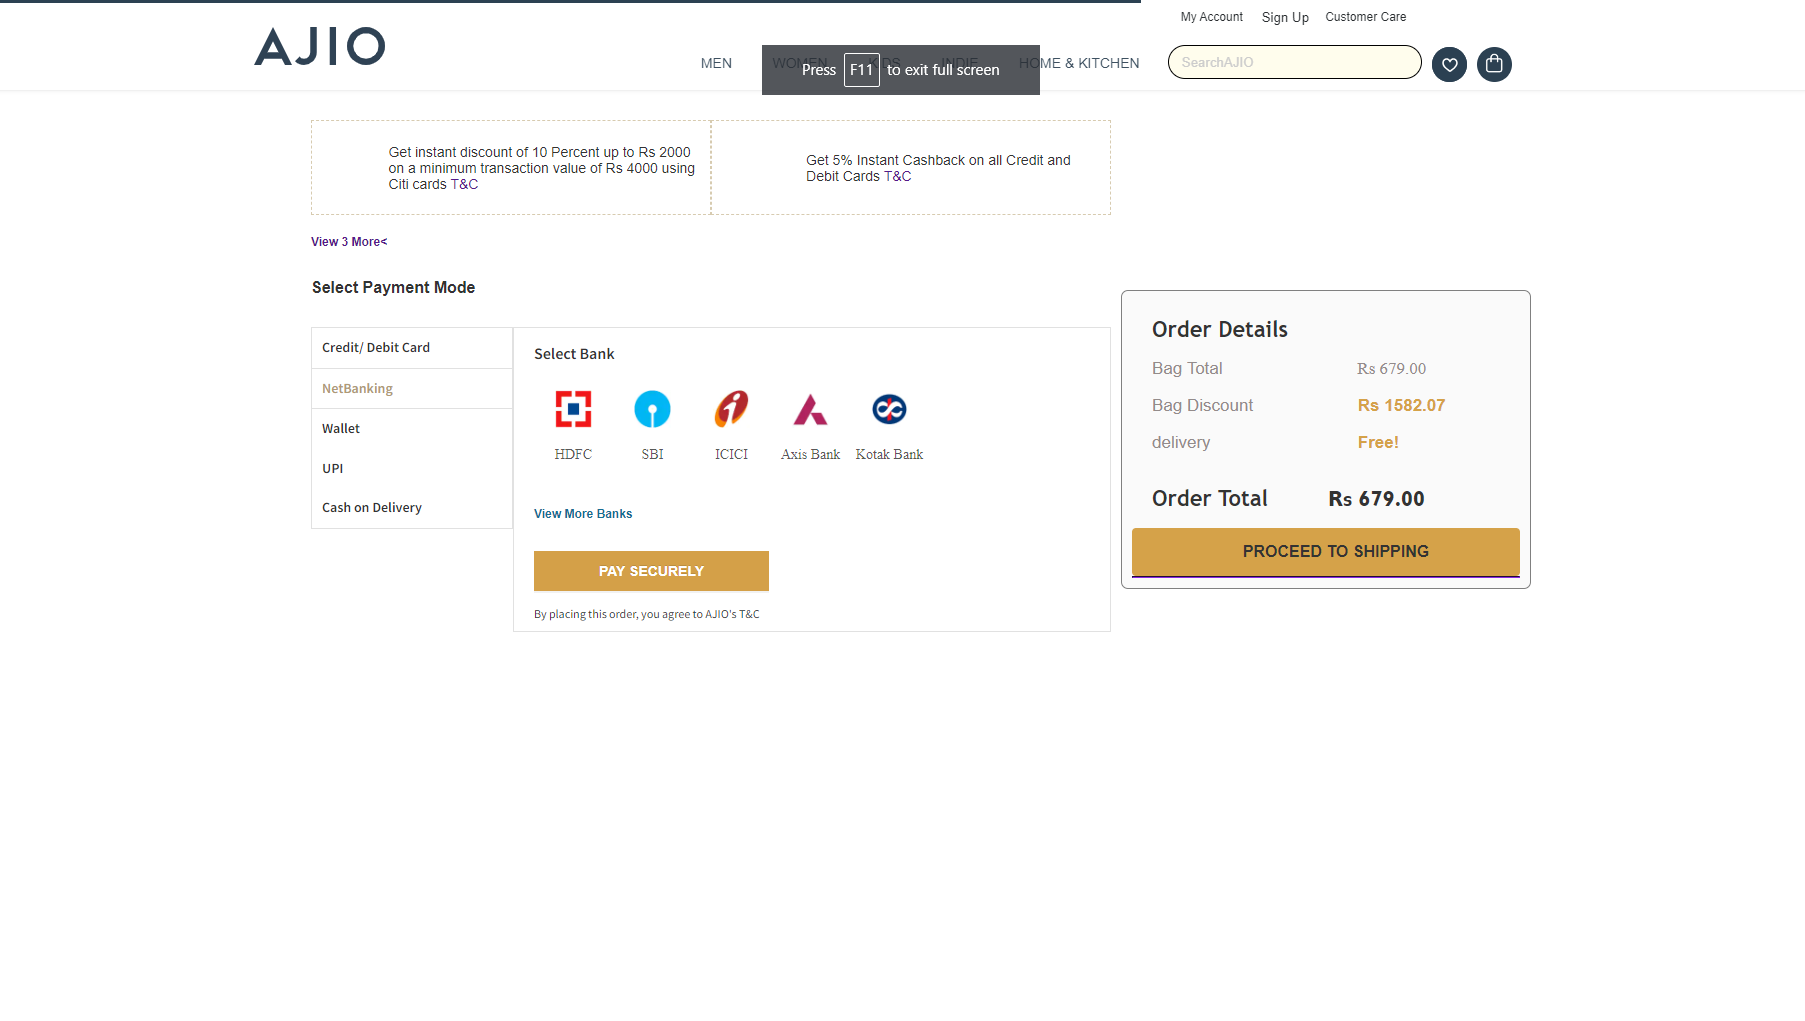 My Account Sign Up Customer Care
AJIO
MEN WOMEN KIDS INDIE HOME & KITCHEN
SearchAJIO
Press F11 to exit full screen
Get instant discount of 10 Percent up to Rs 2000
on a minimum transaction value of Rs 4000 using
Citi cards T&C
Get 5% Instant Cashback on all Credit and
Debit Cards T&C
View 3 More<
Select Payment Mode
Credit/ Debit Card
NetBanking
Wallet
UPI
Cash on Delivery
Select Bank
HDFC SBI ICICI Axis Bank Kotak Bank
View More Banks
PAY SECURELY
By placing this order, you agree to AJIO's T&C
Order Details
Bag Total Rs 679.00
Bag Discount Rs 1582.07
delivery Free!
Order Total Rs 679.00
PROCEED TO SHIPPING